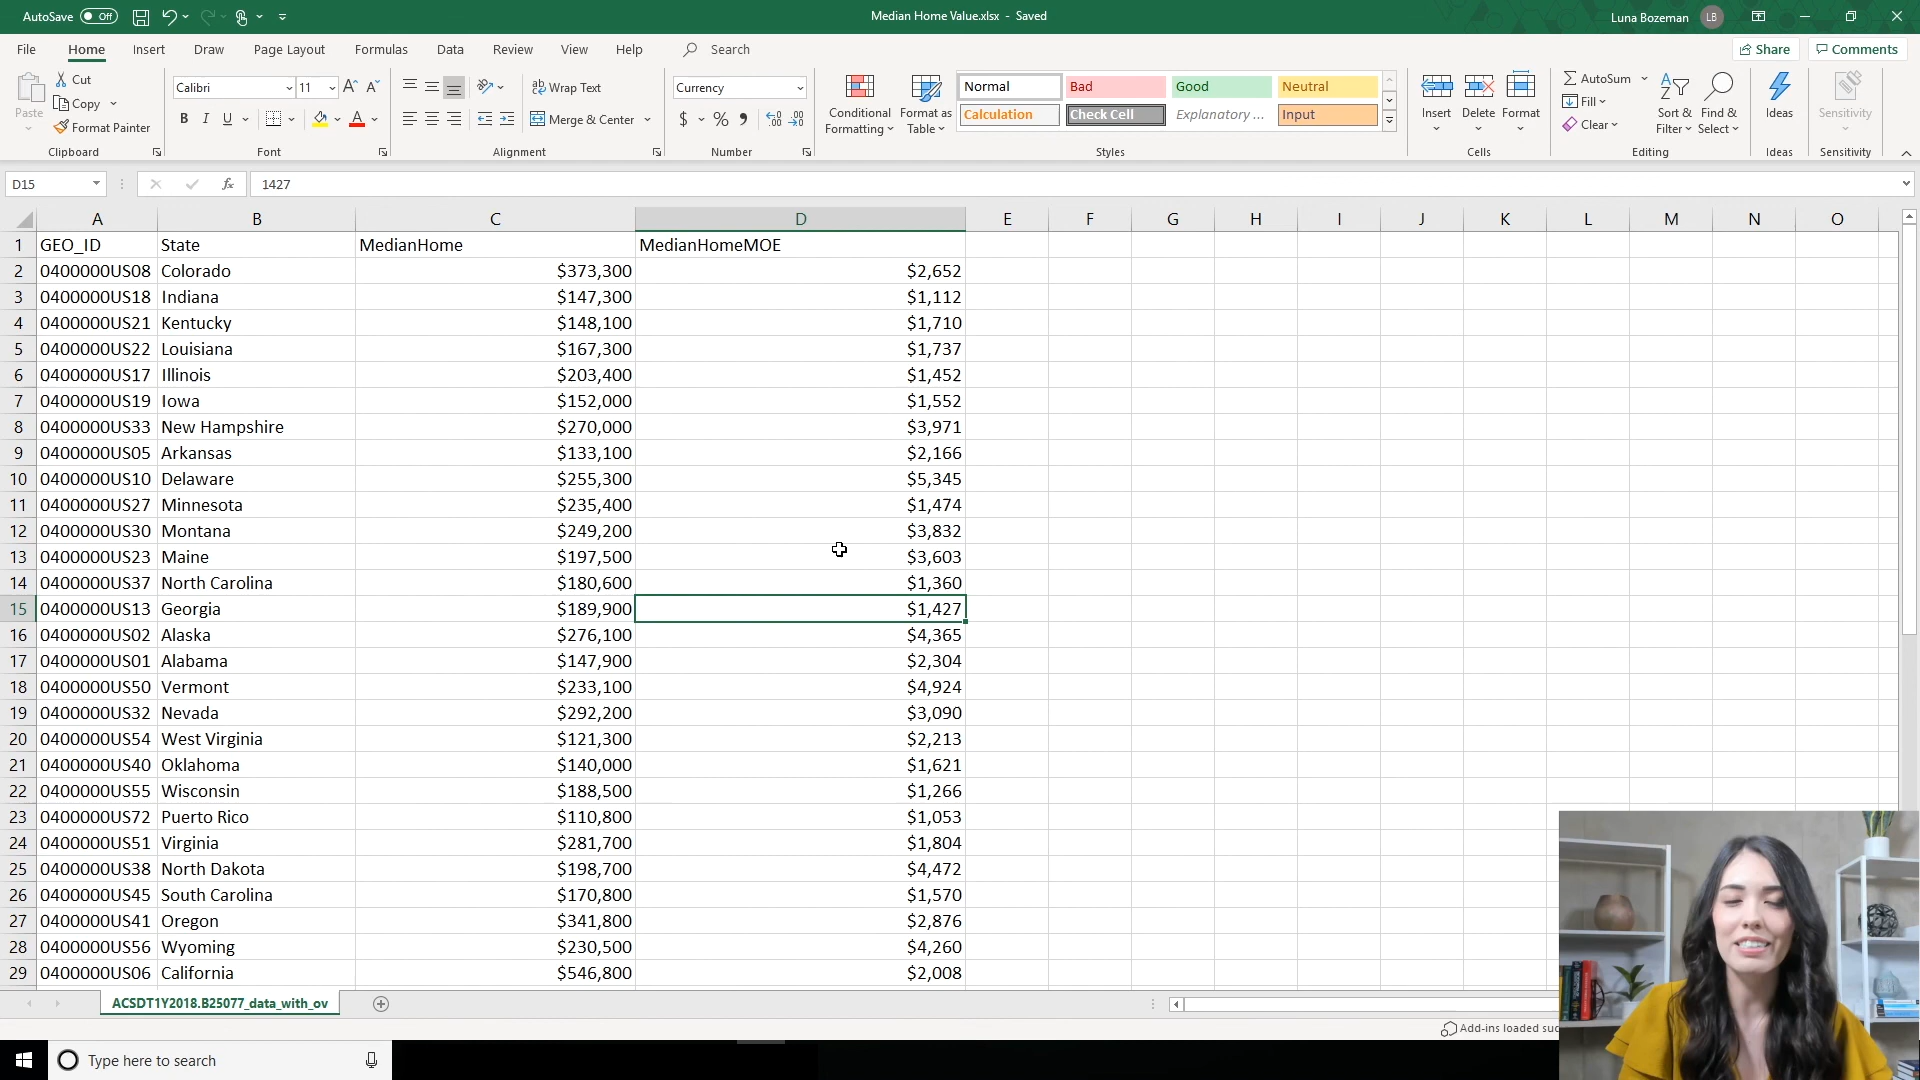 AutoSave Off Median Home Value.xlsx - Saved Luna Bozeman LB
File Home Insert Draw Page Layout Formulas Data Review View Help Search Share Comments
Paste Cut Copy Format Painter
Calibri 11 Wrap Text Merge & Center
Currency $ % Conditional Formatting Format as Table
Normal Bad Good Neutral
Calculation Check Cell Explanatory ... Input
Insert Delete Format AutoSum Fill Clear Sort & Filter Find & Select Ideas Sensitivity
Clipboard Font Alignment Number Styles Cells Editing Ideas Sensitivity
D15 fx 1427
A B C D E F G H I J K L M N O
1 GEO_ID State MedianHome MedianHomeMOE
2 0400000US08 Colorado $373,300 $2,652
3 0400000US18 Indiana $147,300 $1,112
4 0400000US21 Kentucky $148,100 $1,710
5 0400000US22 Louisiana $167,300 $1,737
6 0400000US17 Illinois $203,400 $1,452
7 0400000US19 Iowa $152,000 $1,552
8 0400000US33 New Hampshire $270,000 $3,971
9 0400000US05 Arkansas $133,100 $2,166
10 0400000US10 Delaware $255,300 $5,345
11 0400000US27 Minnesota $235,400 $1,474
12 0400000US30 Montana $249,200 $3,832
13 0400000US23 Maine $197,500 $3,603
14 0400000US37 North Carolina $180,600 $1,360
15 0400000US13 Georgia $189,900 $1,427
16 0400000US02 Alaska $276,100 $4,365
17 0400000US01 Alabama $147,900 $2,304
18 0400000US50 Vermont $233,100 $4,924
19 0400000US32 Nevada $292,200 $3,090
20 0400000US54 West Virginia $121,300 $2,213
21 0400000US40 Oklahoma $140,000 $1,621
22 0400000US55 Wisconsin $188,500 $1,266
23 0400000US72 Puerto Rico $110,800 $1,053
24 0400000US51 Virginia $281,700 $1,804
25 0400000US38 North Dakota $198,700 $4,472
26 0400000US45 South Carolina $170,800 $1,570
27 0400000US41 Oregon $341,800 $2,876
28 0400000US56 Wyoming $230,500 $4,260
29 0400000US06 California $546,800 $2,008
ACSDT1Y2018.B25077_data_with_ov
Add-ins loaded suc
Type here to search